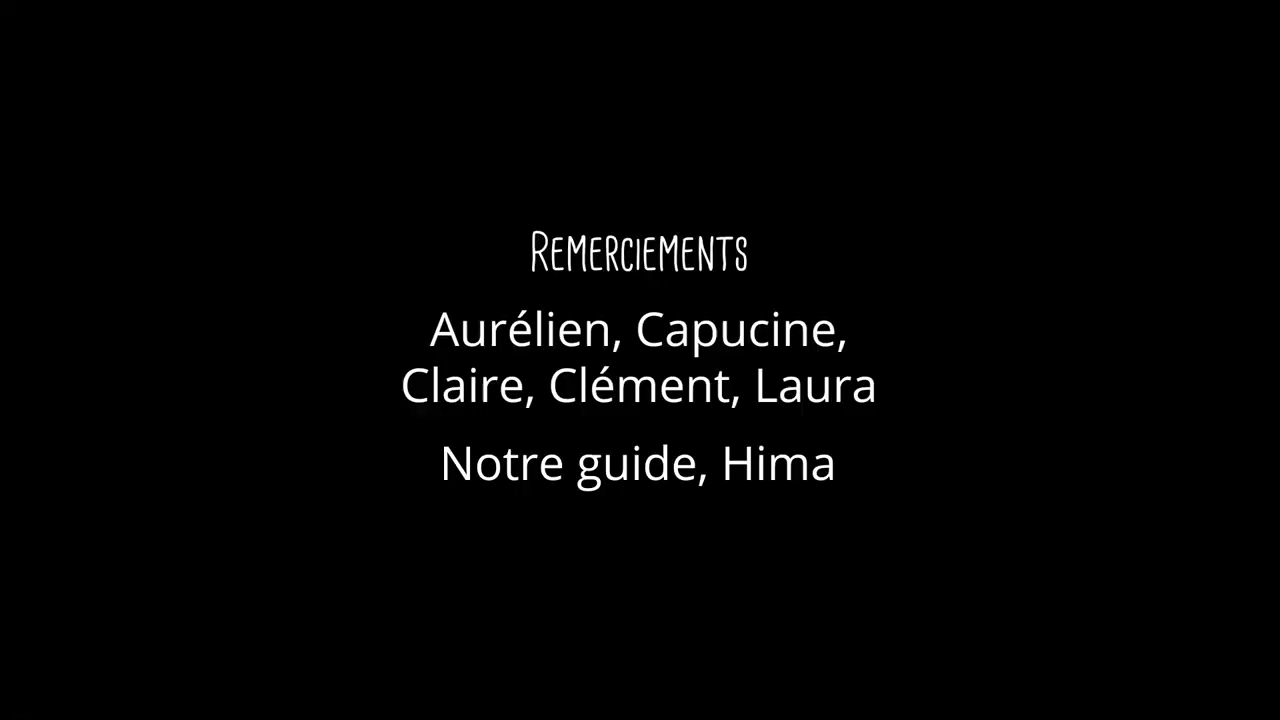 Remerciements
Aurélien, Capucine,
Claire, Clément, Laura
Notre guide, Hima